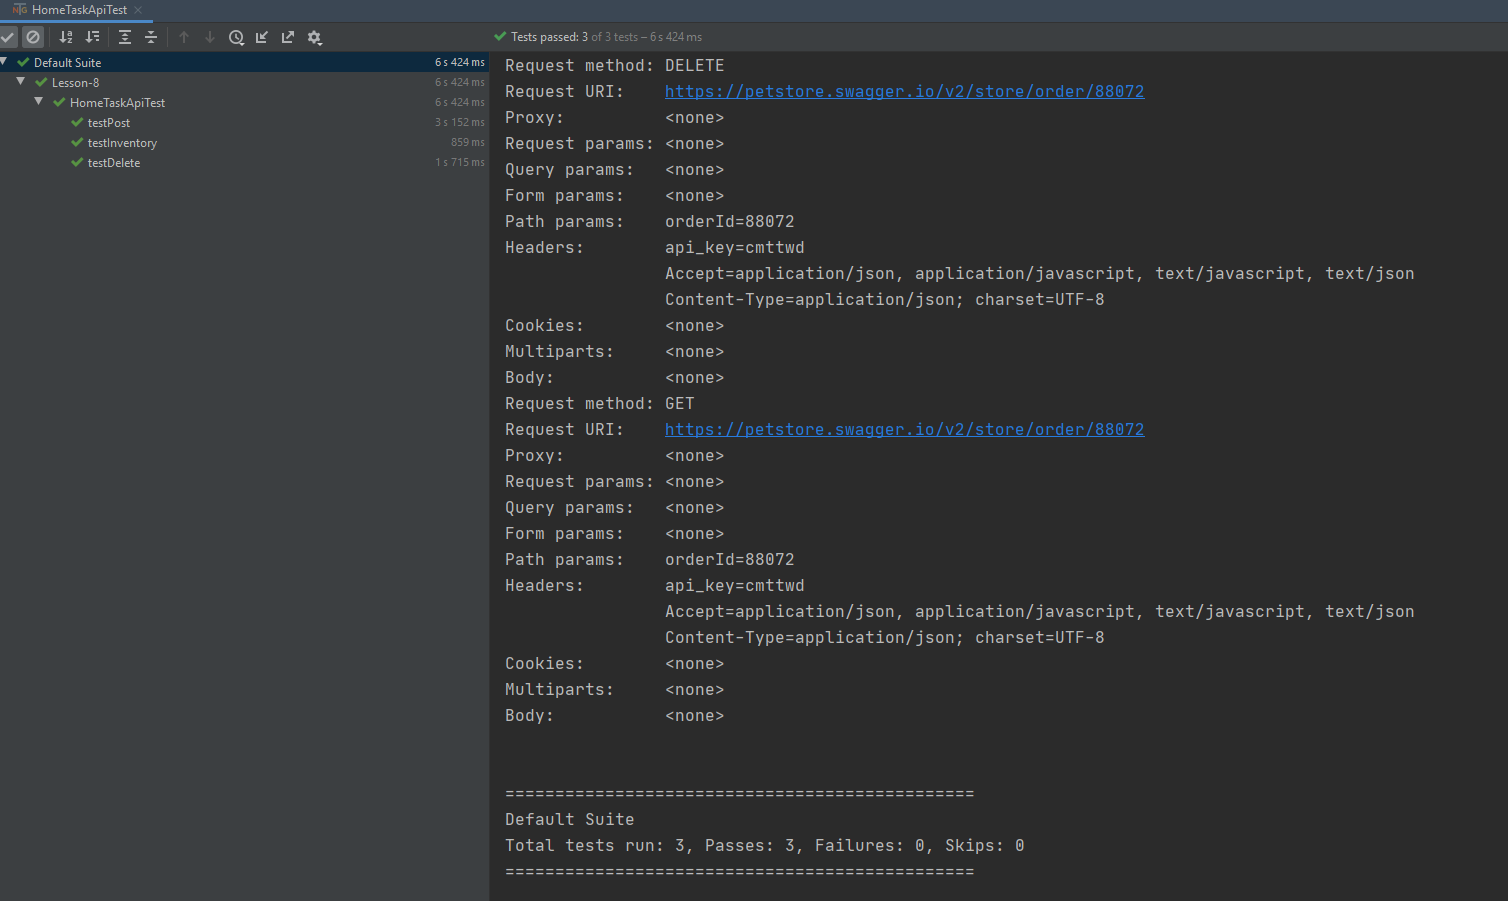 HomeTaskApiTest
Tests passed: 3 of 3 tests – 6 s 424 ms
Default Suite 6 s 424 ms
Lesson-8 6 s 424 ms
HomeTaskApiTest 6 s 424 ms
testPost 3 s 152 ms
testInventory 859 ms
testDelete 1 s 715 ms
Request method: DELETE
Request URI: https://petstore.swagger.io/v2/store/order/88072
Proxy: <none>
Request params: <none>
Query params: <none>
Form params: <none>
Path params: orderId=88072
Headers: api_key=cmttwd
Accept=application/json, application/javascript, text/javascript, text/json
Content-Type=application/json; charset=UTF-8
Cookies: <none>
Multiparts: <none>
Body: <none>
Request method: GET
Request URI: https://petstore.swagger.io/v2/store/order/88072
Proxy: <none>
Request params: <none>
Query params: <none>
Form params: <none>
Path params: orderId=88072
Headers: api_key=cmttwd
Accept=application/json, application/javascript, text/javascript, text/json
Content-Type=application/json; charset=UTF-8
Cookies: <none>
Multiparts: <none>
Body: <none>
===============================================
Default Suite
Total tests run: 3, Passes: 3, Failures: 0, Skips: 0
===============================================